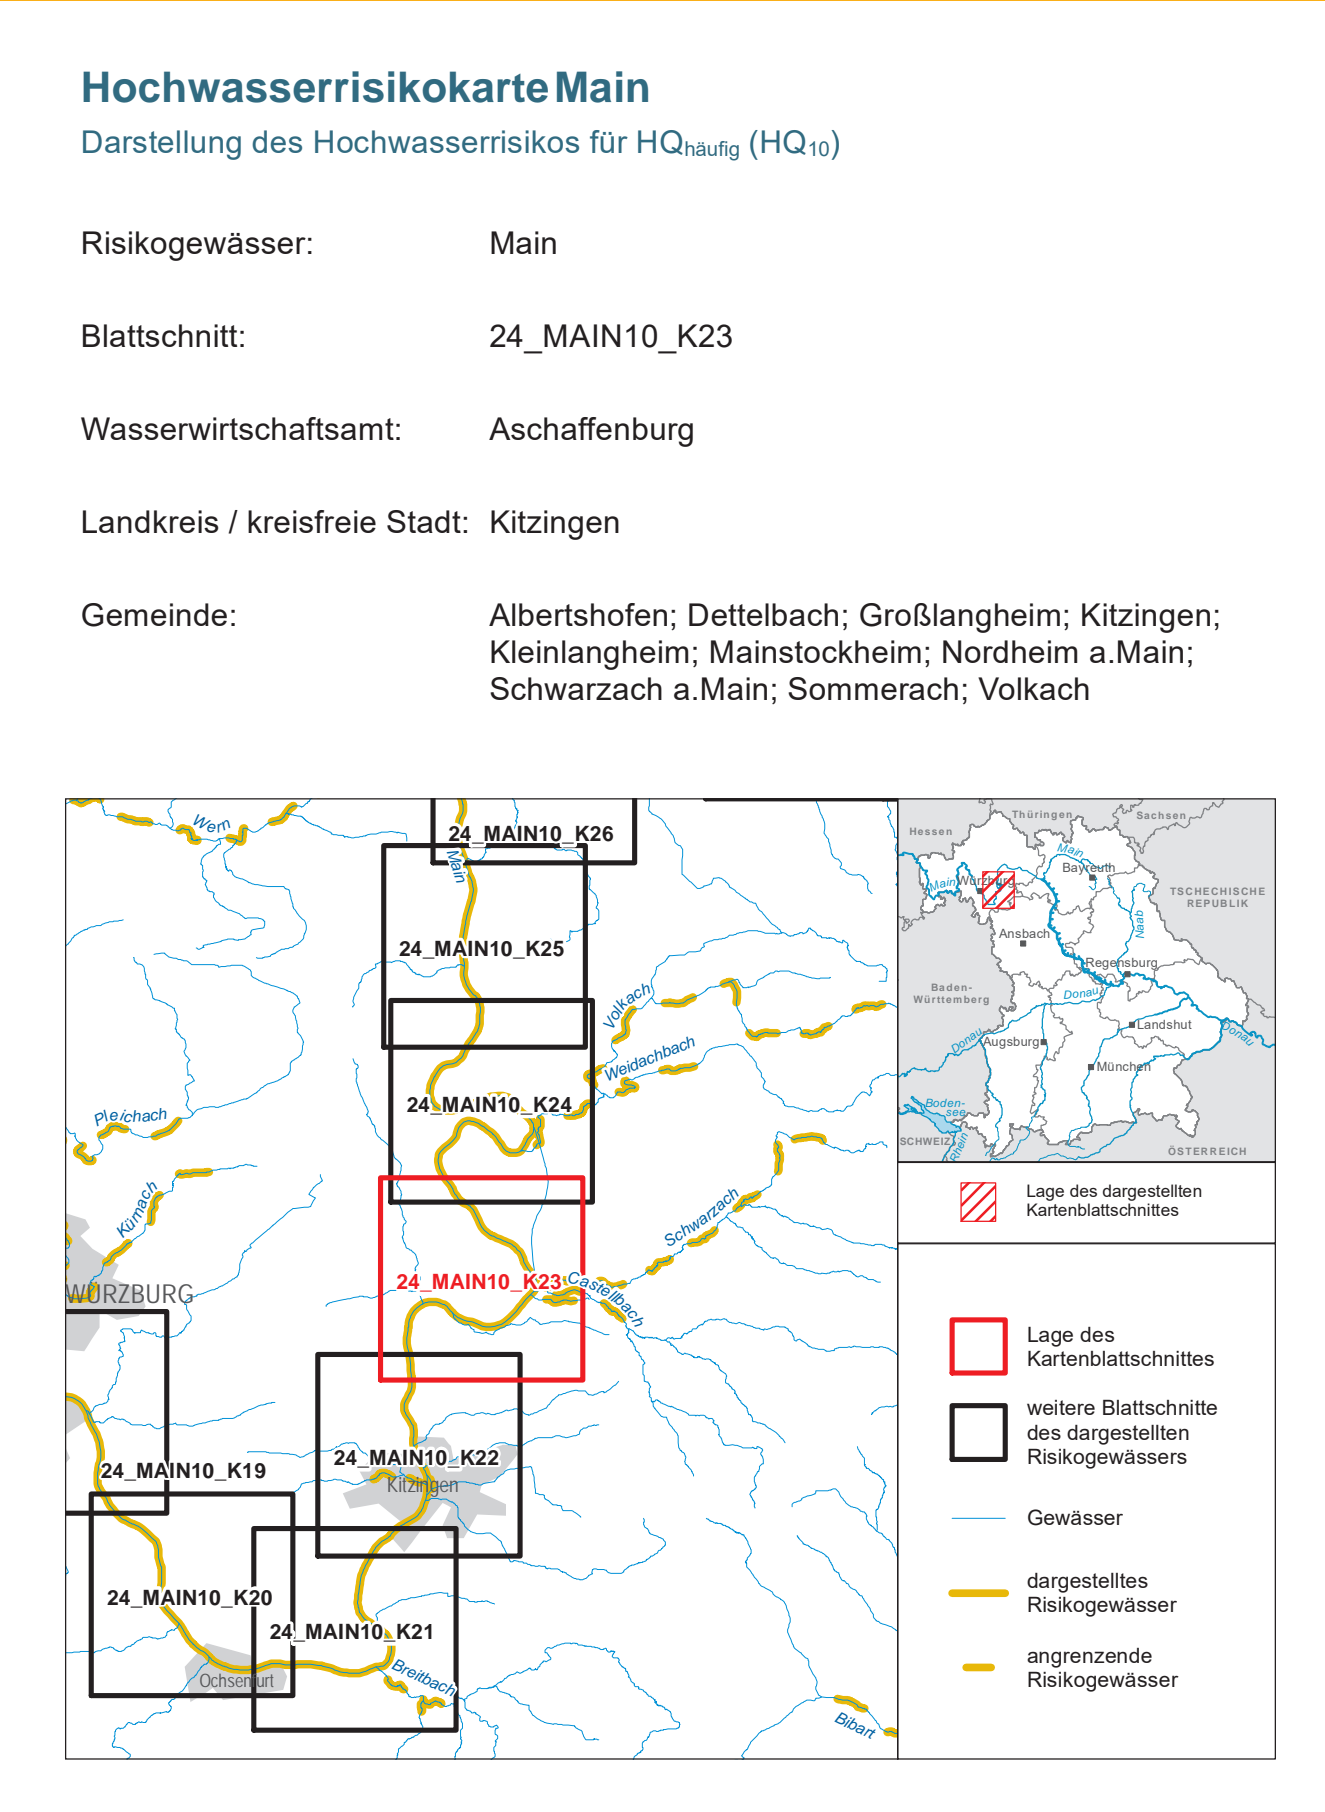 Hochwasserrisikokarte Main
Darstellung des Hochwasserrisikos für HQhäufig (HQ10)
Risikogewässer: Main
Blattschnitt: 24_MAIN10_K23
Wasserwirtschaftsamt: Aschaffenburg
Landkreis / kreisfreie Stadt: Kitzingen
Gemeinde: Albertshofen; Dettelbach; Großlangheim; Kitzingen;
Kleinlangheim; Mainstockheim; Nordheim a.Main;
Schwarzach a.Main; Sommerach; Volkach
Wern
24_MAIN10_K26
Main
24_MAIN10_K25
Volkach
Weidachbach
24_MAIN10_K24
Pleichach
Kürnach
Schwarzach
WÜRZBURG
24_MAIN10_K23
Castellbach
24_MAIN10_K22
Kitzingen
24_MAIN10_K19
24_MAIN10_K20
24_MAIN10_K21
Ochsenfurt
Breitbach
Bibart
Thüringen
Sachsen
Hessen
Main
Bayreuth
Main
Würzburg
TSCHECHISCHE
REPUBLIK
Naab
Ansbach
Regensburg
Baden-
Württemberg
Donau
Landshut
Donau
Donau
Augsburg
München
Boden-
see
SCHWEIZ
Rhein
ÖSTERREICH
Lage des dargestellten
Kartenblattschnittes
Lage des
Kartenblattschnittes
weitere Blattschnitte
des dargestellten
Risikogewässers
Gewässer
dargestelltes
Risikogewässer
angrenzende
Risikogewässer